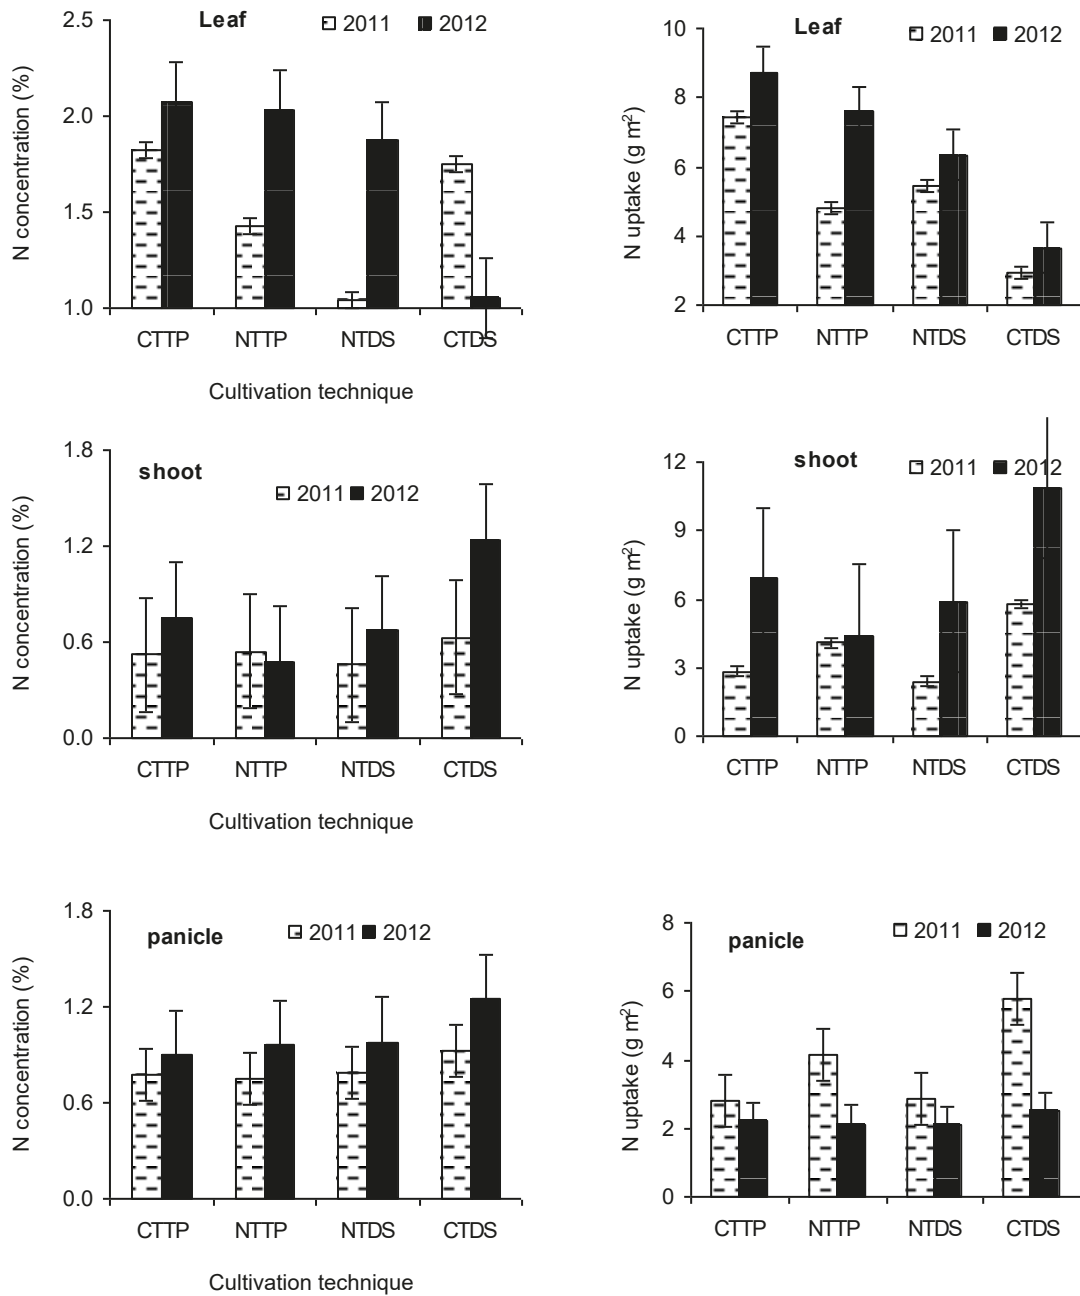 Leaf
2011 2012
N concentration (%)
2.5
2.0
1.5
1.0
CTTP NTTP NTDS CTDS
Cultivation technique
Leaf
2011 2012
N uptake (g m²)
10
8
6
4
2
CTTP NTTP NTDS CTDS
shoot
2011 2012
N concentration (%)
1.8
1.2
0.6
0.0
CTTP NTTP NTDS CTDS
Cultivation technique
shoot
2011 2012
N uptake (g m²)
12
9
6
3
0
CTTP NTTP NTDS CTDS
panicle
2011 2012
N concentration (%)
1.8
1.2
0.6
0.0
CTTP NTTP NTDS CTDS
Cultivation technique
panicle
2011 2012
N uptake (g m²)
8
6
4
2
0
CTTP NTTP NTDS CTDS